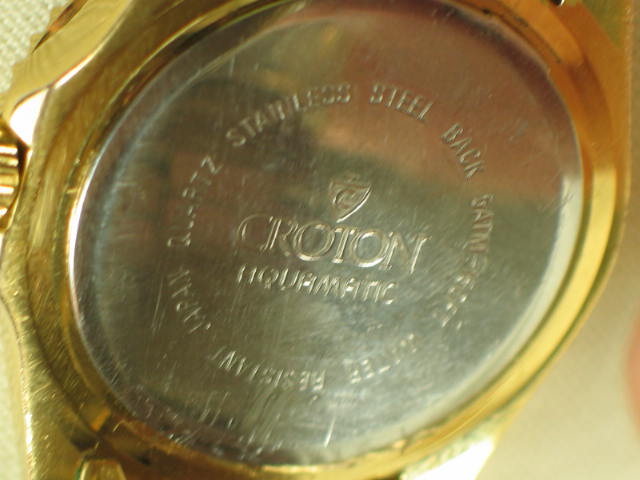 CROTON
AQUAMATIC
JAPAN QUARTZ STAINLESS STEEL BACK WATER RESISTANT